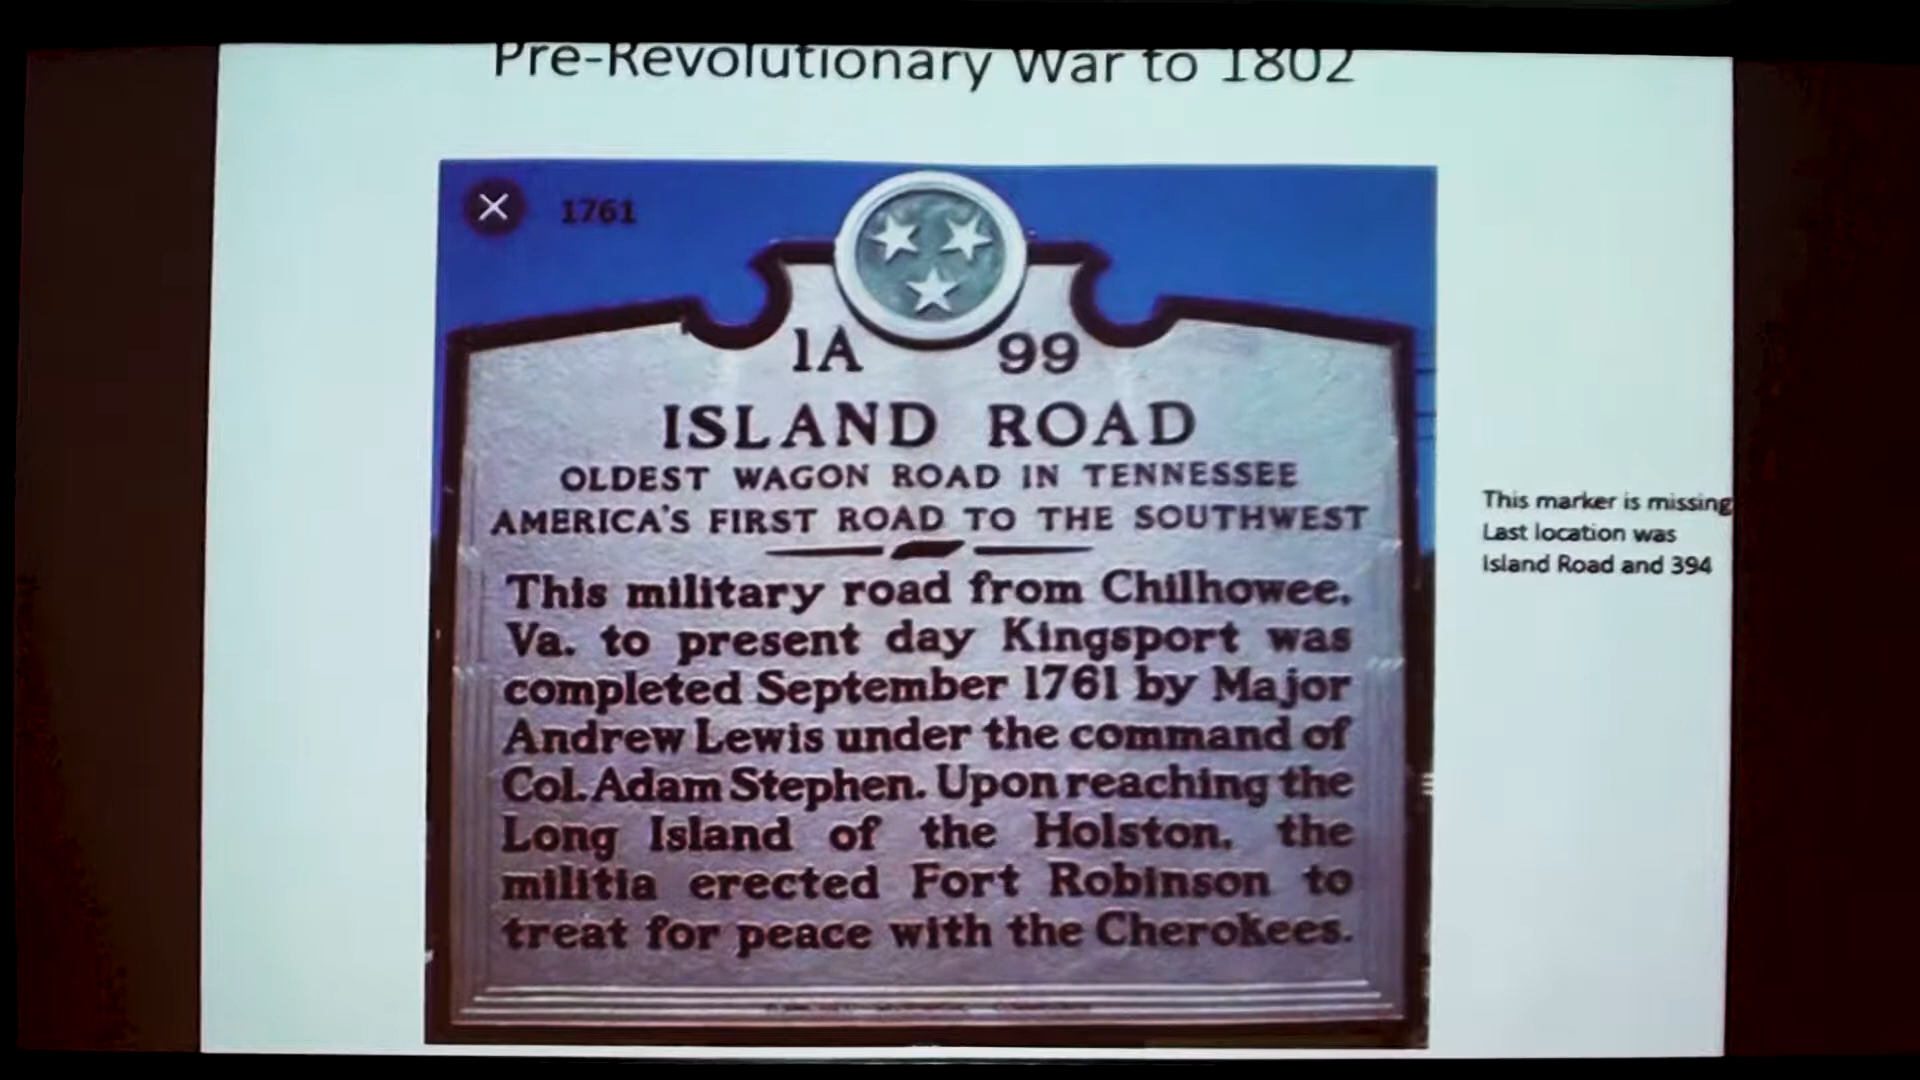 Pre-Revolutionary War to 1802
1761
1A 99
ISLAND ROAD
OLDEST WAGON ROAD IN TENNESSEE
AMERICA'S FIRST ROAD TO THE SOUTHWEST
This military road from Chilhowee,
Va. to present day Kingsport was
completed September 1761 by Major
Andrew Lewis under the command of
Col. Adam Stephen. Upon reaching the
Long Island of the Holston, the
militia erected Fort Robinson to
treat for peace with the Cherokees.
This marker is missing
Last location was
Island Road and 394